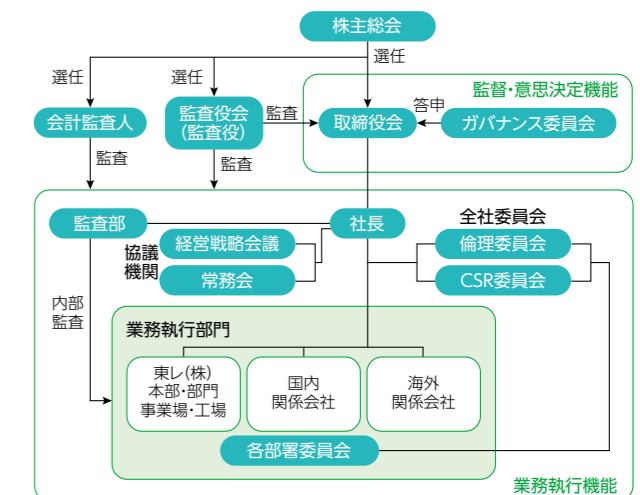 株主総会
選任
選任
選任
監督・意思決定機能
会計監査人
監査役会
(監査役)
監査
取締役会
答申
ガバナンス委員会
監査
監査
監査部
社長
全社委員会
協議
機関
経営戦略会議
常務会
倫理委員会
CSR委員会
内部
監査
業務執行部門
東レ(株)
本部・部門
事業場・工場
国内
関係会社
海外
関係会社
各部署委員会
業務執行機能